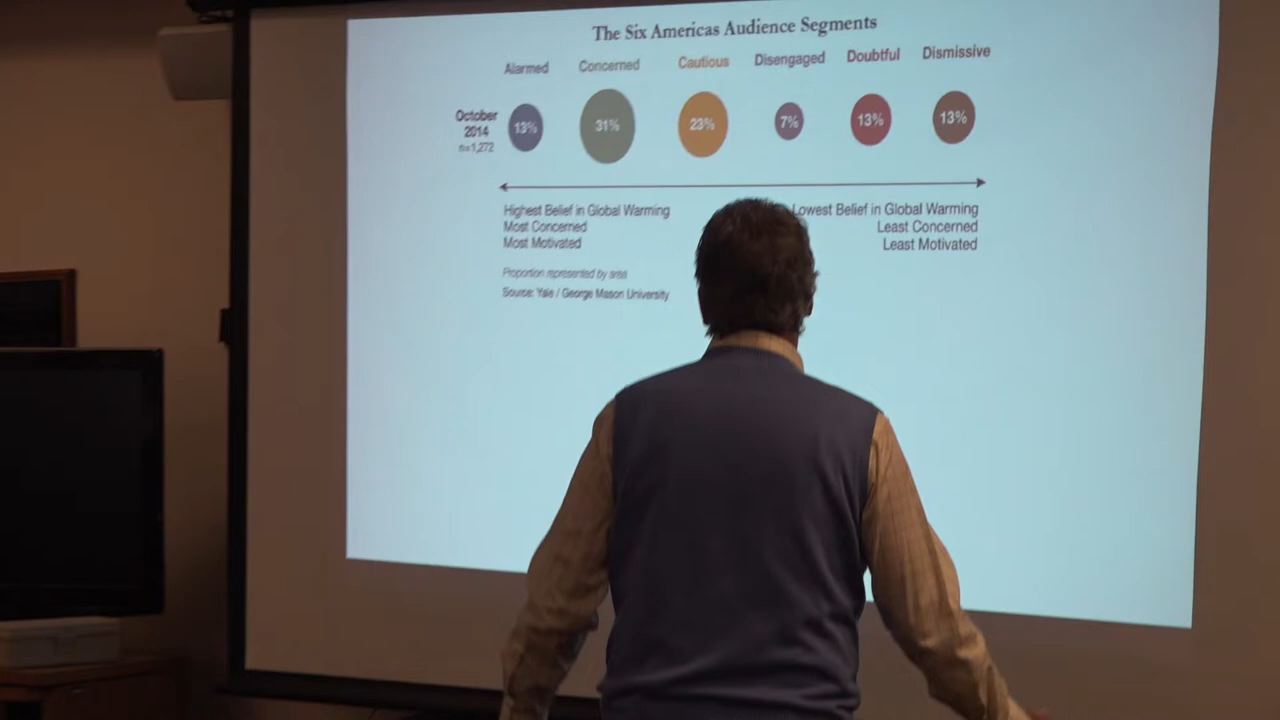 The Six Americas Audience Segments
Alarmed Concerned Cautious Disengaged Doubtful Dismissive
October
2014
n=1,272
13% 31% 23% 7% 13% 13%
Highest Belief in Global Warming
Most Concerned
Most Motivated
Lowest Belief in Global Warming
Least Concerned
Least Motivated
Proportion represented by area
Source: Yale / George Mason University